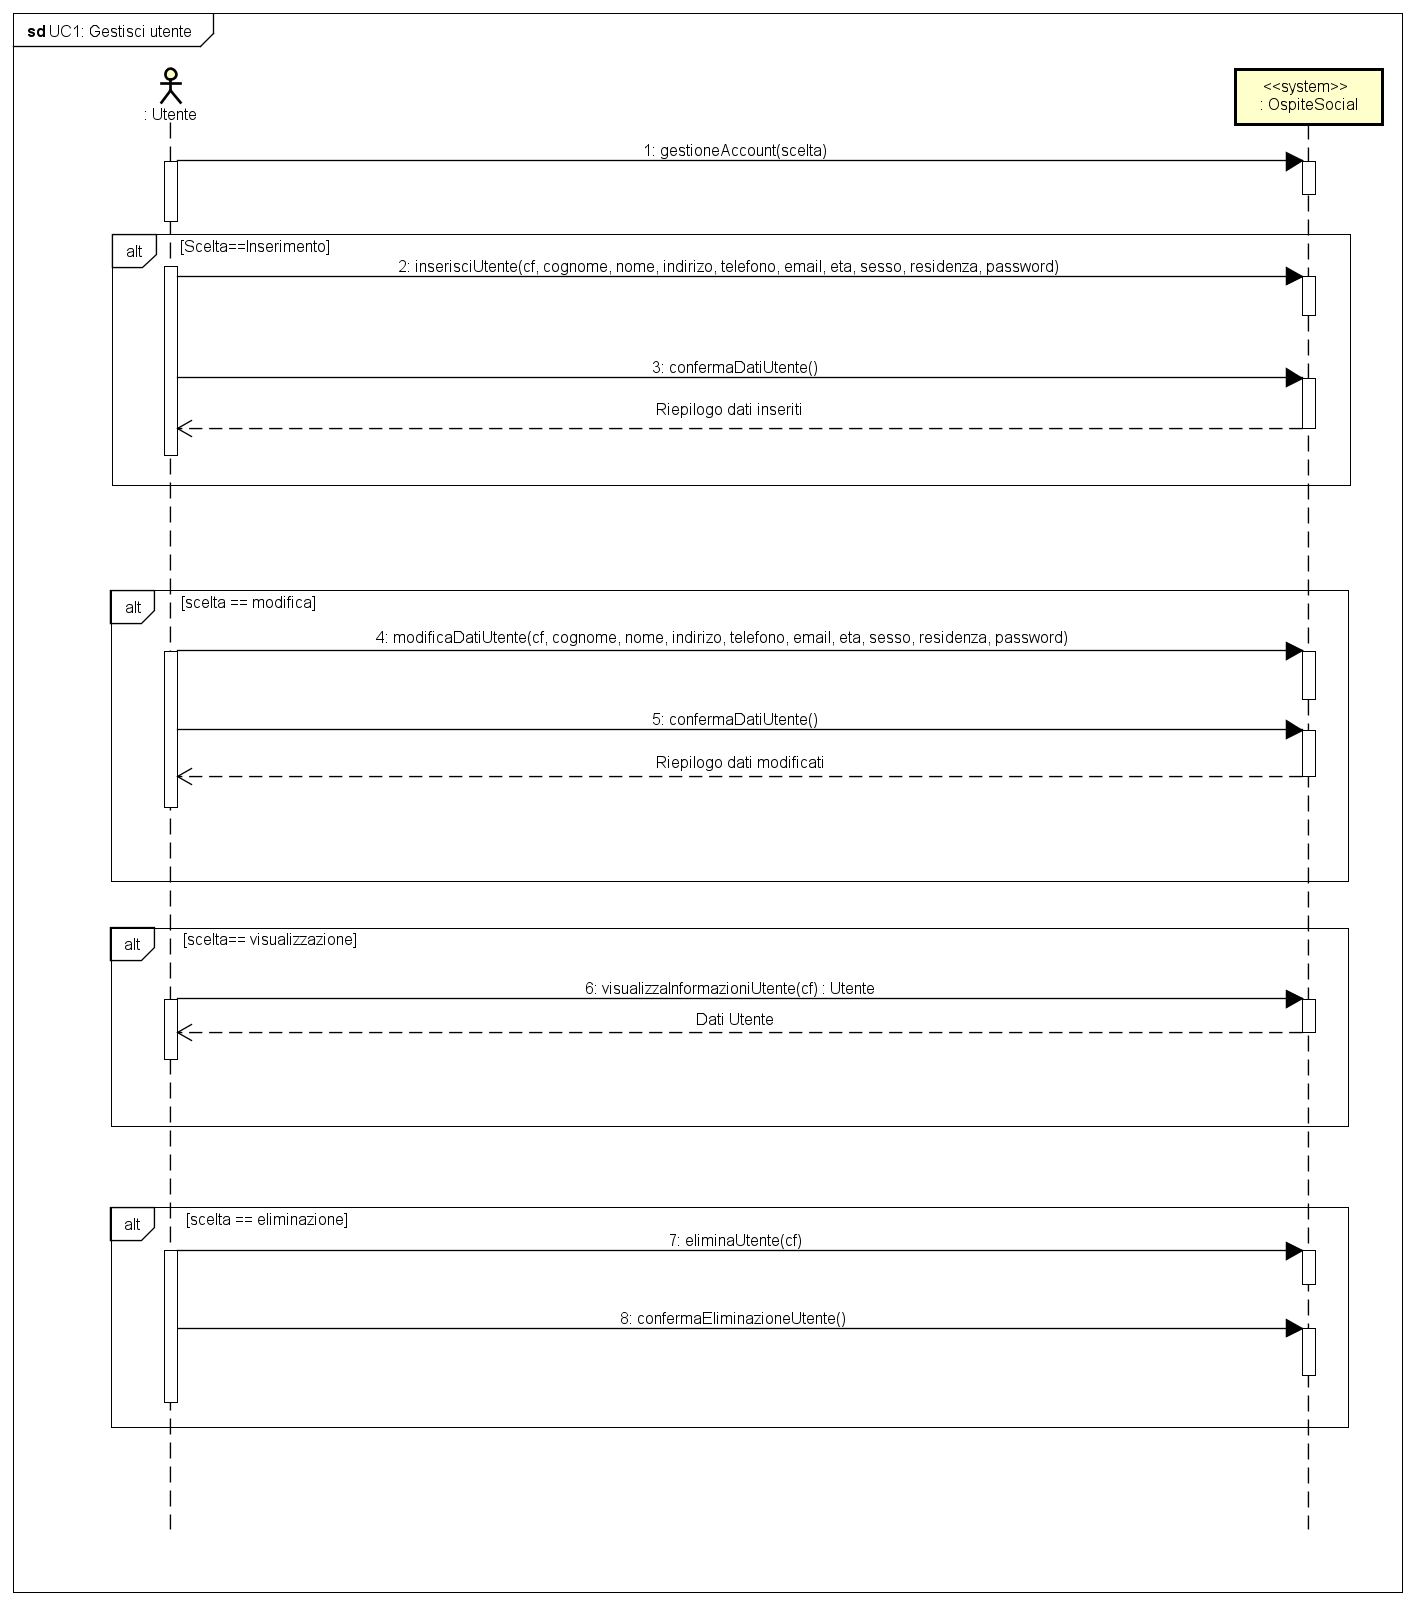 sd UC1: Gestisci utente
: Utente
<<system>>
: OspiteSocial
1: gestioneAccount(scelta)
alt
[Scelta==Inserimento]
2: inserisciUtente(cf, cognome, nome, indirizo, telefono, email, eta, sesso, residenza, password)
3: confermaDatiUtente()
Riepilogo dati inseriti
alt
[scelta == modifica]
4: modificaDatiUtente(cf, cognome, nome, indirizo, telefono, email, eta, sesso, residenza, password)
5: confermaDatiUtente()
Riepilogo dati modificati
alt
[scelta== visualizzazione]
6: visualizzaInformazioniUtente(cf) : Utente
Dati Utente
alt
[scelta == eliminazione]
7: eliminaUtente(cf)
8: confermaEliminazioneUtente()